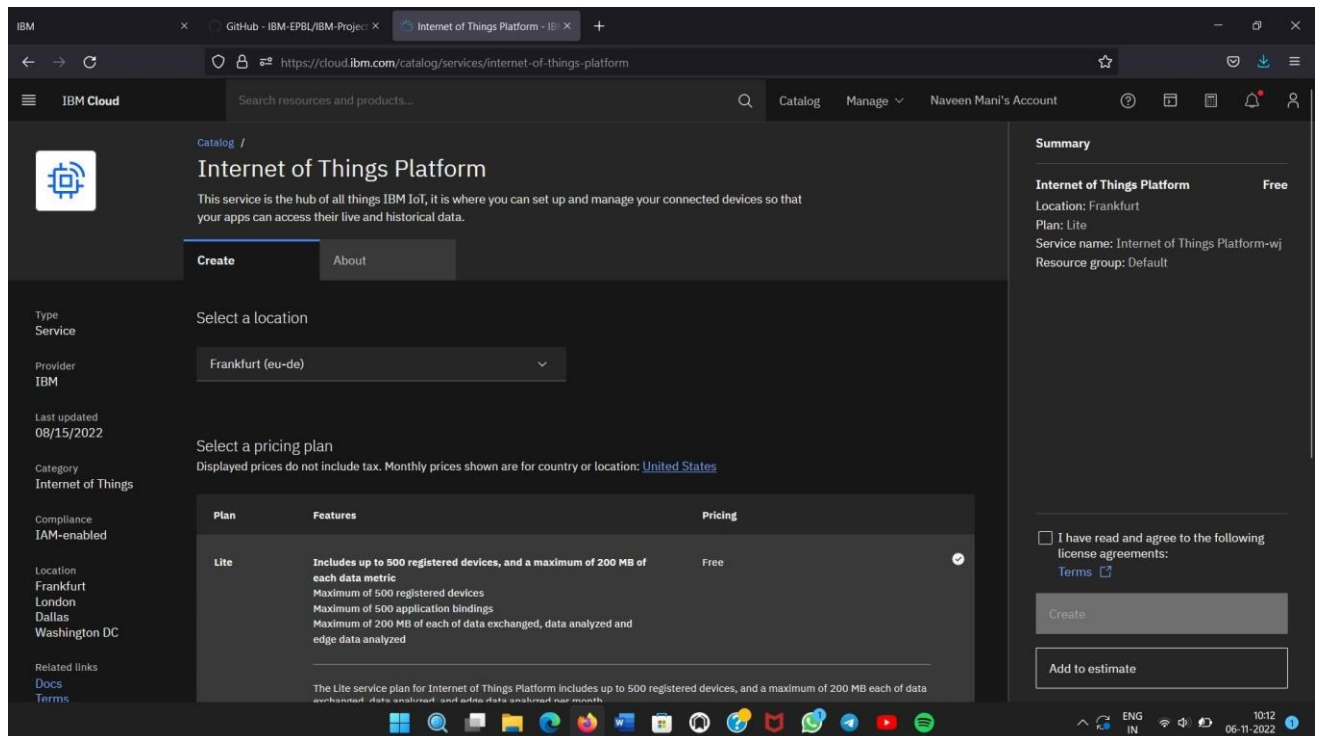 IBM
GitHub - IBM-EPBL/IBM-Project
Internet of Things Platform - IB
https://cloud.ibm.com/catalog/services/internet-of-things-platform
IBM Cloud
Search resources and products...
Catalog
Manage
Naveen Mani's Account
Catalog /
Internet of Things Platform
This service is the hub of all things IBM IoT, it is where you can set up and manage your connected devices so that
your apps can access their live and historical data.
Create
About
Type
Service
Provider
IBM
Last updated
08/15/2022
Category
Internet of Things
Compliance
IAM-enabled
Location
Frankfurt
London
Dallas
Washington DC
Related links
Docs
Terms
Select a location
Frankfurt (eu-de)
Select a pricing plan
Displayed prices do not include tax. Monthly prices shown are for country or location: United States
Plan
Features
Pricing
Lite
Includes up to 500 registered devices, and a maximum of 200 MB of
each data metric
Maximum of 500 registered devices
Maximum of 500 application bindings
Maximum of 200 MB of each of data exchanged, data analyzed and
edge data analyzed
Free
The Lite service plan for Internet of Things Platform includes up to 500 registered devices, and a maximum of 200 MB each of data
exchanged, data analyzed, and edge data analyzed per month.
Summary
Internet of Things Platform Free
Location: Frankfurt
Plan: Lite
Service name: Internet of Things Platform-wj
Resource group: Default
I have read and agree to the following
license agreements:
Terms
Create
Add to estimate
ENG
IN
10:12
06-11-2022
1